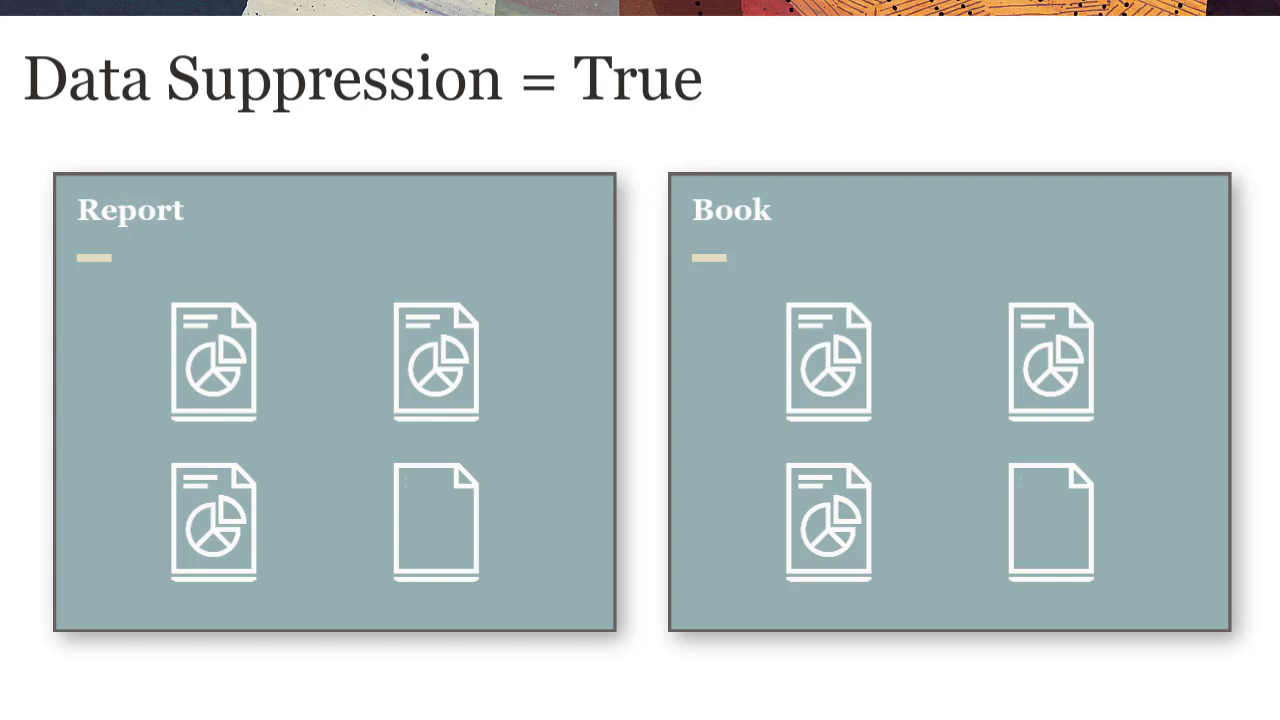 Data Suppression = True
Report
Book